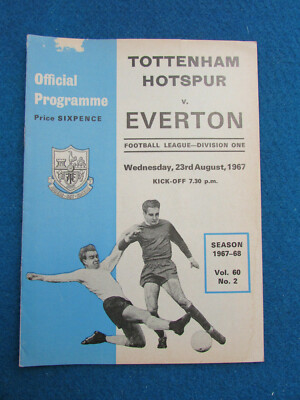 Official
Programme
Price SIXPENCE
TOTTENHAM
HOTSPUR
v.
EVERTON
FOOTBALL LEAGUE—DIVISION ONE
Wednesday, 23rd August, 1967
KICK-OFF 7.30 p.m.
SEASON
1967-68
Vol. 60
No. 2